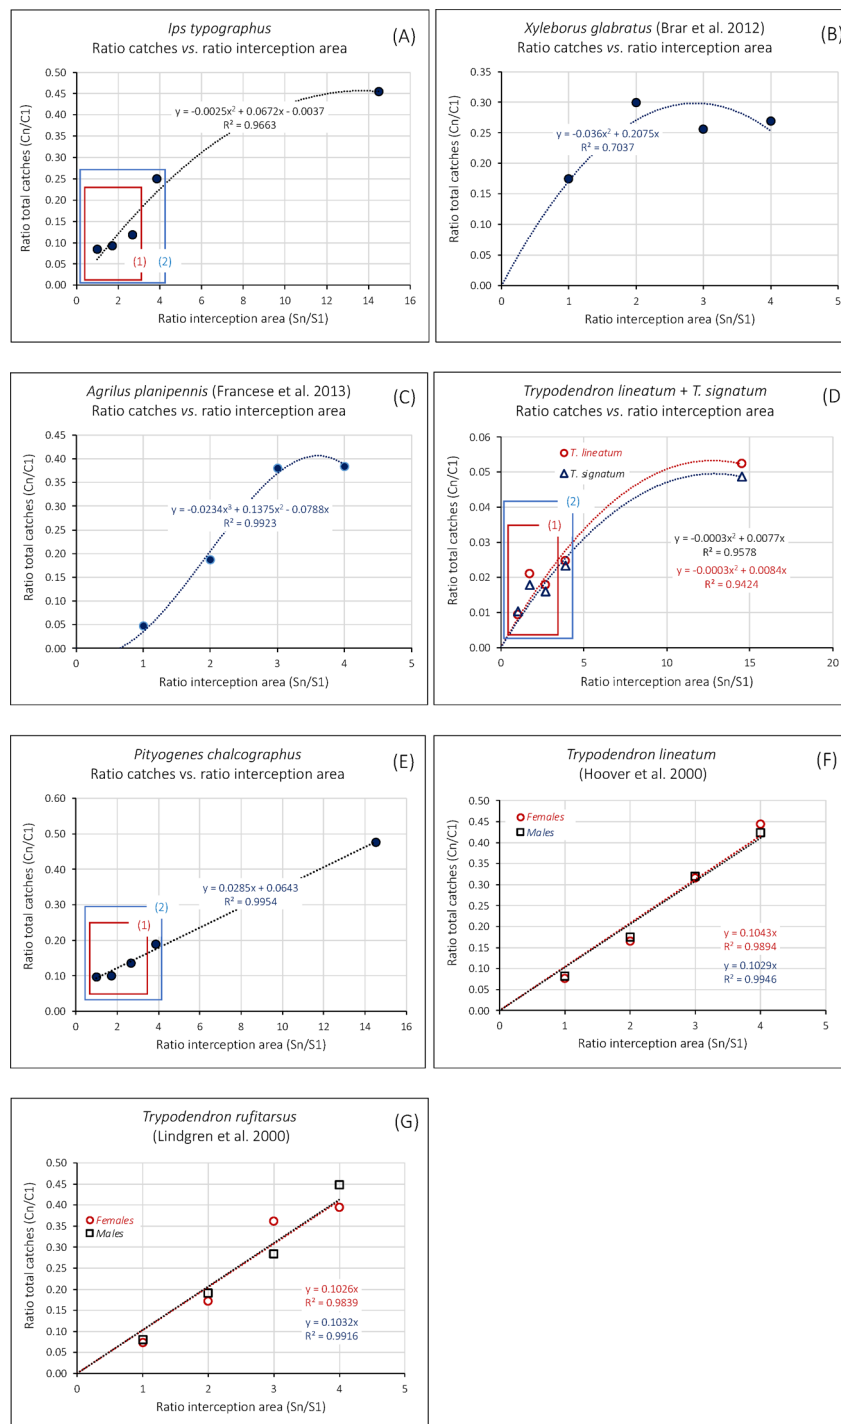 Ips typographus
Ratio catches vs. ratio interception area
(A)
Ratio total catches (Cn/C1)
0.50
0.45
0.40
0.35
0.30
0.25
0.20
0.15
0.10
0.05
0.00
y = -0.0025x² + 0.0672x - 0.0037
R² = 0.9663
(1) (2)
0 2 4 6 8 10 12 14 16
Ratio interception area (Sn/S1)
Xyleborus glabratus (Brar et al. 2012)
Ratio catches vs. ratio interception area
(B)
Ratio total catches (Cn/C1)
0.35
0.30
0.25
0.20
0.15
0.10
0.05
0.00
y = -0.036x² + 0.2075x
R² = 0.7037
0 1 2 3 4 5
Ratio interception area (Sn/S1)
Agrilus planipennis (Francese et al. 2013)
Ratio catches vs. ratio interception area
(C)
Ratio total catches (Cn/C1)
0.45
0.40
0.35
0.30
0.25
0.20
0.15
0.10
0.05
0.00
y = -0.0234x³ + 0.1375x² - 0.0788x
R² = 0.9923
0 1 2 3 4 5
Ratio interception area (Sn/S1)
Trypodendron lineatum + T. signatum
Ratio catches vs. ratio interception area
(D)
Ratio total catches (Cn/C1)
0.06
0.05
0.04
0.03
0.02
0.01
0.00
T. lineatum
T. signatum
(2)
(1)
y = -0.0003x² + 0.0077x
R² = 0.9578
y = -0.0003x² + 0.0084x
R² = 0.9424
0 5 10 15 20
Ratio interception area (Sn/S1)
Pityogenes chalcographus
Ratio catches vs. ratio interception area
(E)
Ratio total catches (Cn/C1)
0.60
0.50
0.40
0.30
0.20
0.10
0.00
y = 0.0285x + 0.0643
R² = 0.9954
(2)
(1)
0 2 4 6 8 10 12 14 16
Ratio interception area (Sn/S1)
Trypodendron lineatum
(Hoover et al. 2000)
(F)
Ratio total catches (Cn/C1)
0.50
0.45
0.40
0.35
0.30
0.25
0.20
0.15
0.10
0.05
0.00
Females
Males
y = 0.1043x
R² = 0.9894
y = 0.1029x
R² = 0.9946
0 1 2 3 4 5
Ratio interception area (Sn/S1)
Trypodendron rufitarsus
(Lindgren et al. 2000)
(G)
Ratio total catches (Cn/C1)
0.50
0.45
0.40
0.35
0.30
0.25
0.20
0.15
0.10
0.05
0.00
Females
Males
y = 0.1026x
R² = 0.9839
y = 0.1032x
R² = 0.9916
0 1 2 3 4 5
Ratio interception area (Sn/S1)